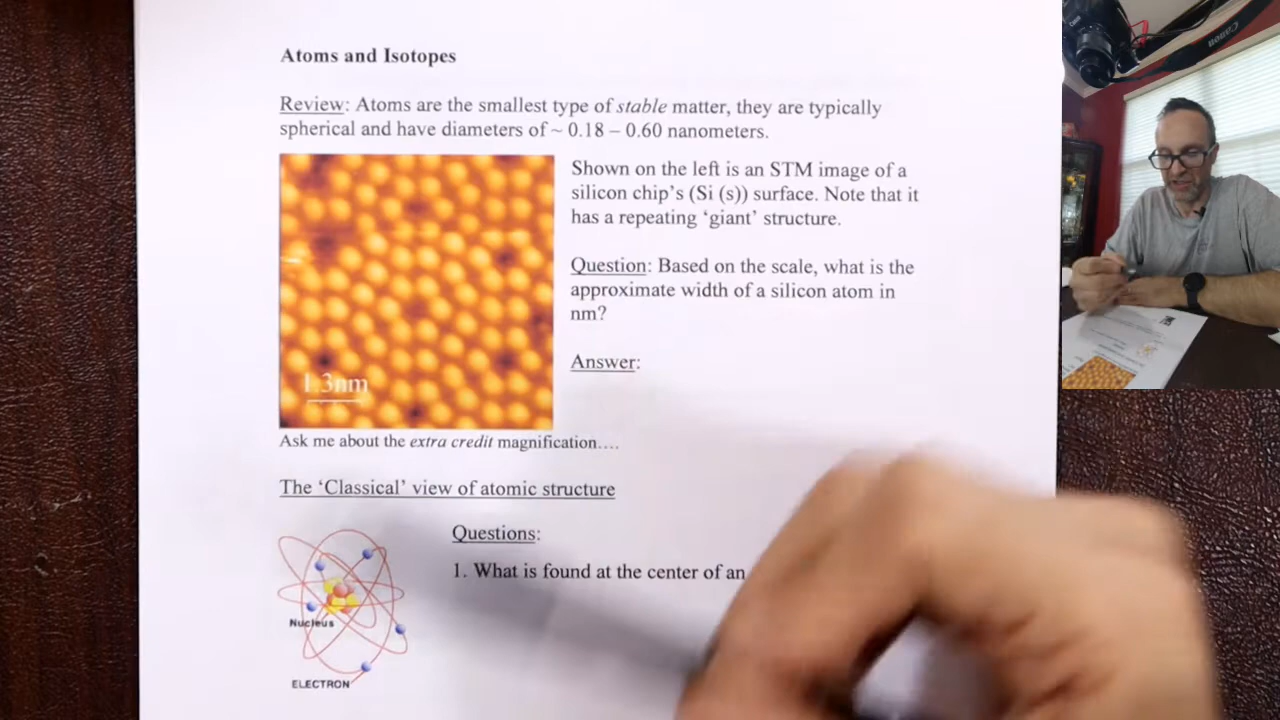 Atoms and Isotopes
Review: Atoms are the smallest type of stable matter, they are typically
spherical and have diameters of ~ 0.18 – 0.60 nanometers.
Shown on the left is an STM image of a
silicon chip's (Si (s)) surface. Note that it
has a repeating 'giant' structure.
Question: Based on the scale, what is the
approximate width of a silicon atom in
nm?
Answer:
1.3nm
Ask me about the extra credit magnification….
The 'Classical' view of atomic structure
Questions:
1. What is found at the center of an
Nucleus
ELECTRON
Canon